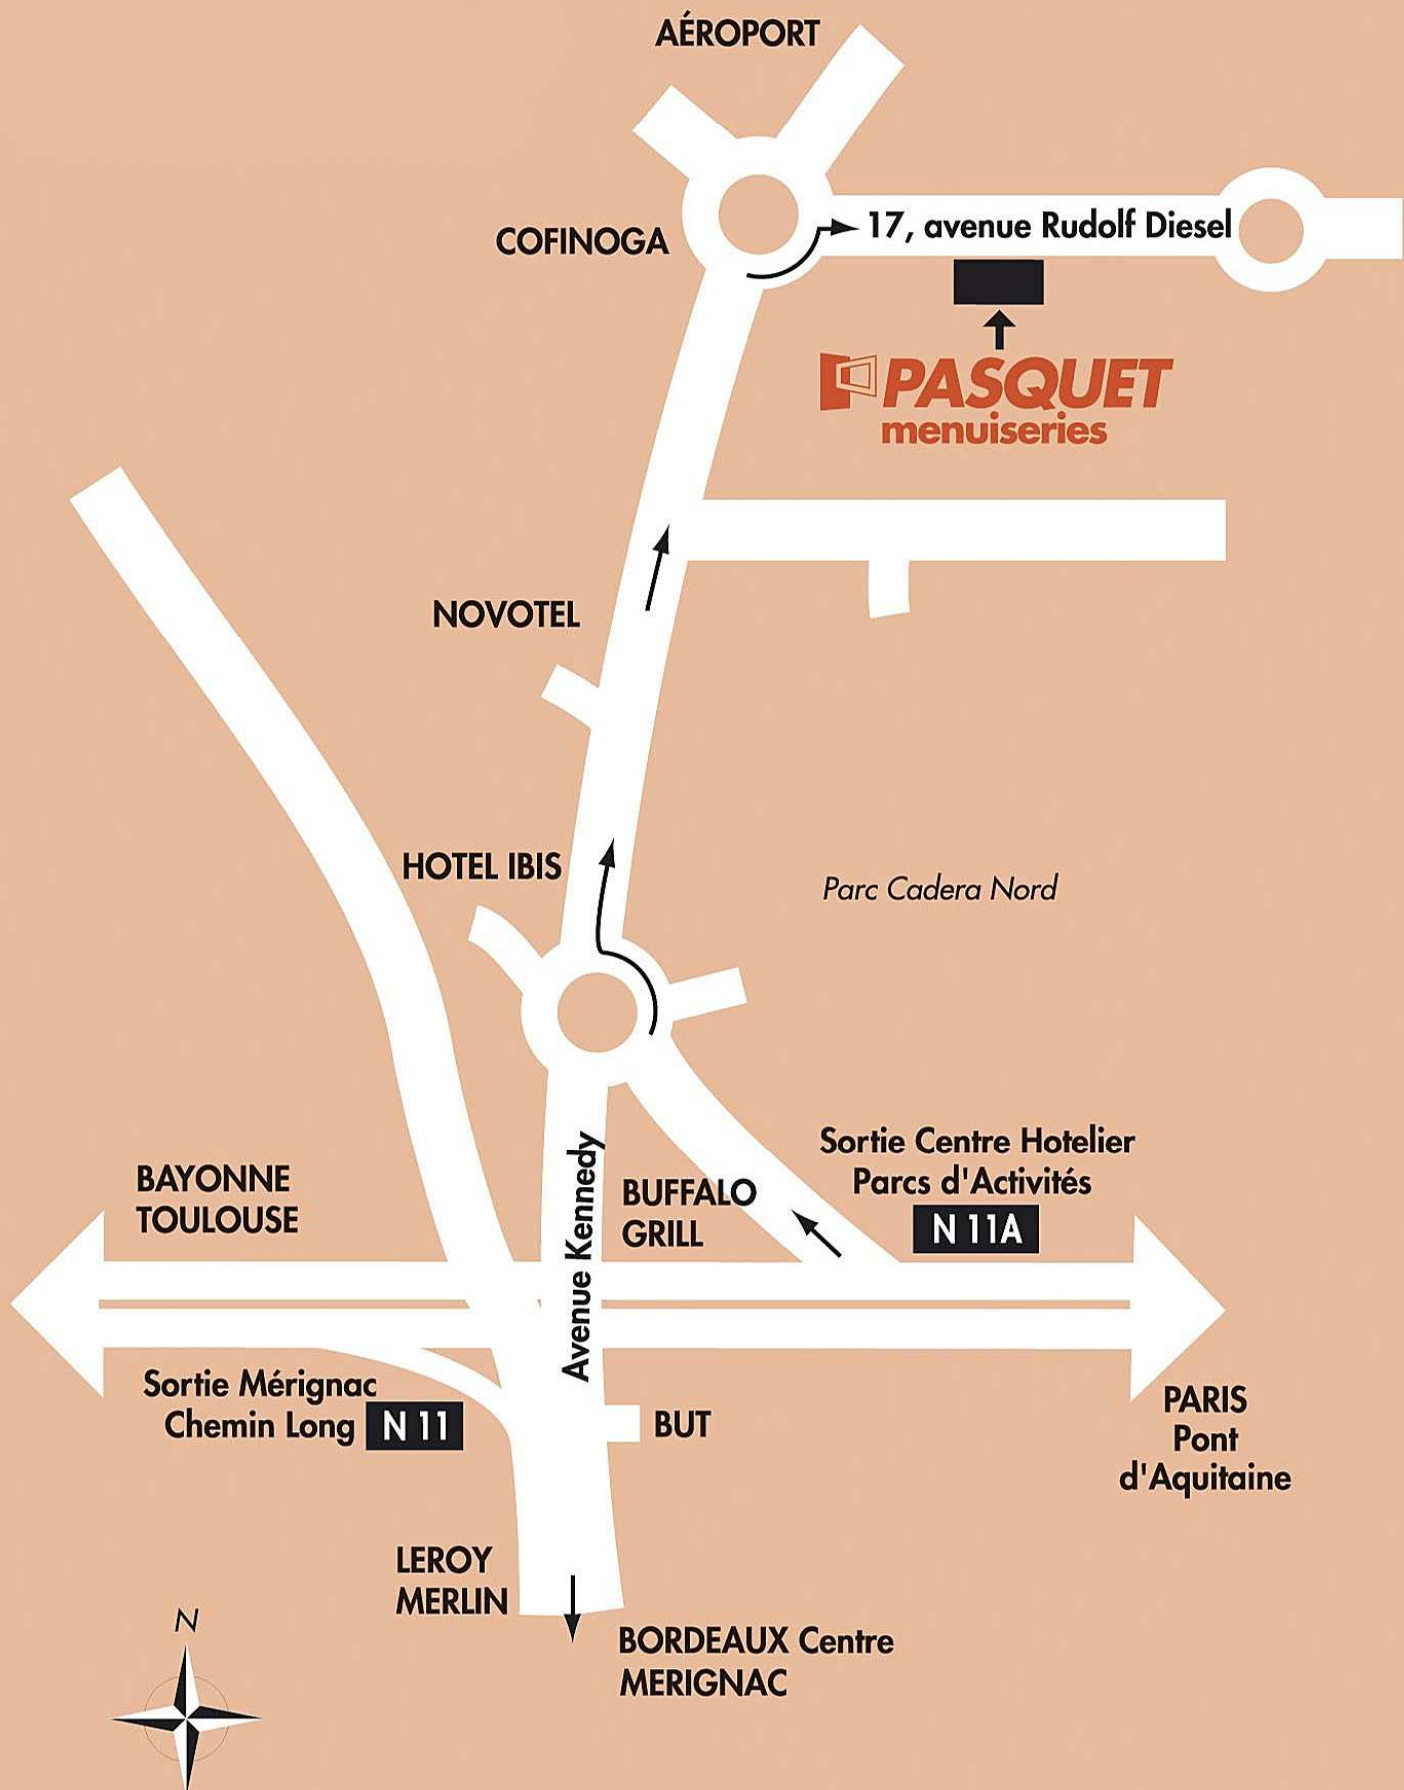 AÉROPORT
COFINOGA
17, avenue Rudolf Diesel
PASQUET
menuiseries
NOVOTEL
HOTEL IBIS
Parc Cadera Nord
Sortie Centre Hotelier
Parcs d'Activités
N 11A
BAYONNE
TOULOUSE
Avenue Kennedy
BUFFALO
GRILL
Sortie Mérignac
Chemin Long
N 11
BUT
PARIS
Pont
d'Aquitaine
LEROY
MERLIN
BORDEAUX Centre
MERIGNAC
N